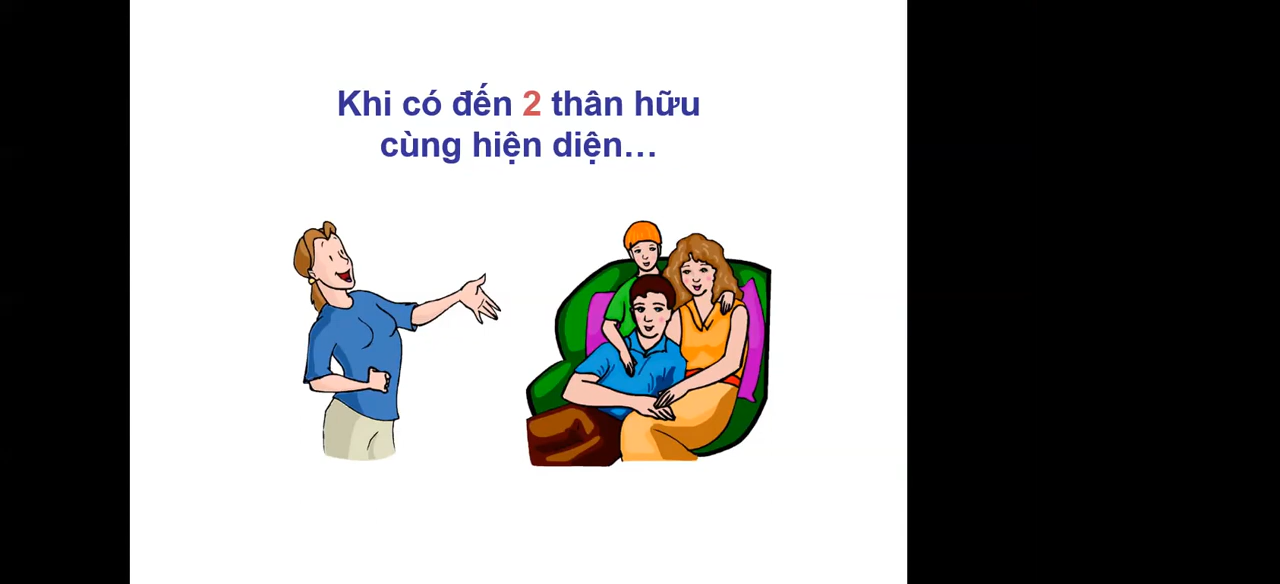 Khi có đến 2 thân hữu
cùng hiện diện…